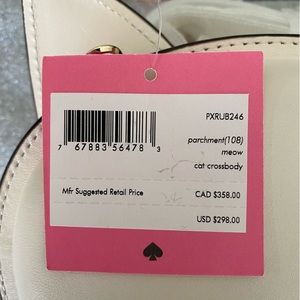 PXRUB246
7 67883 56478 3
parchment(108)
meow
cat crossbody
Mfr Suggested Retail Price
CAD $358.00
USD $298.00